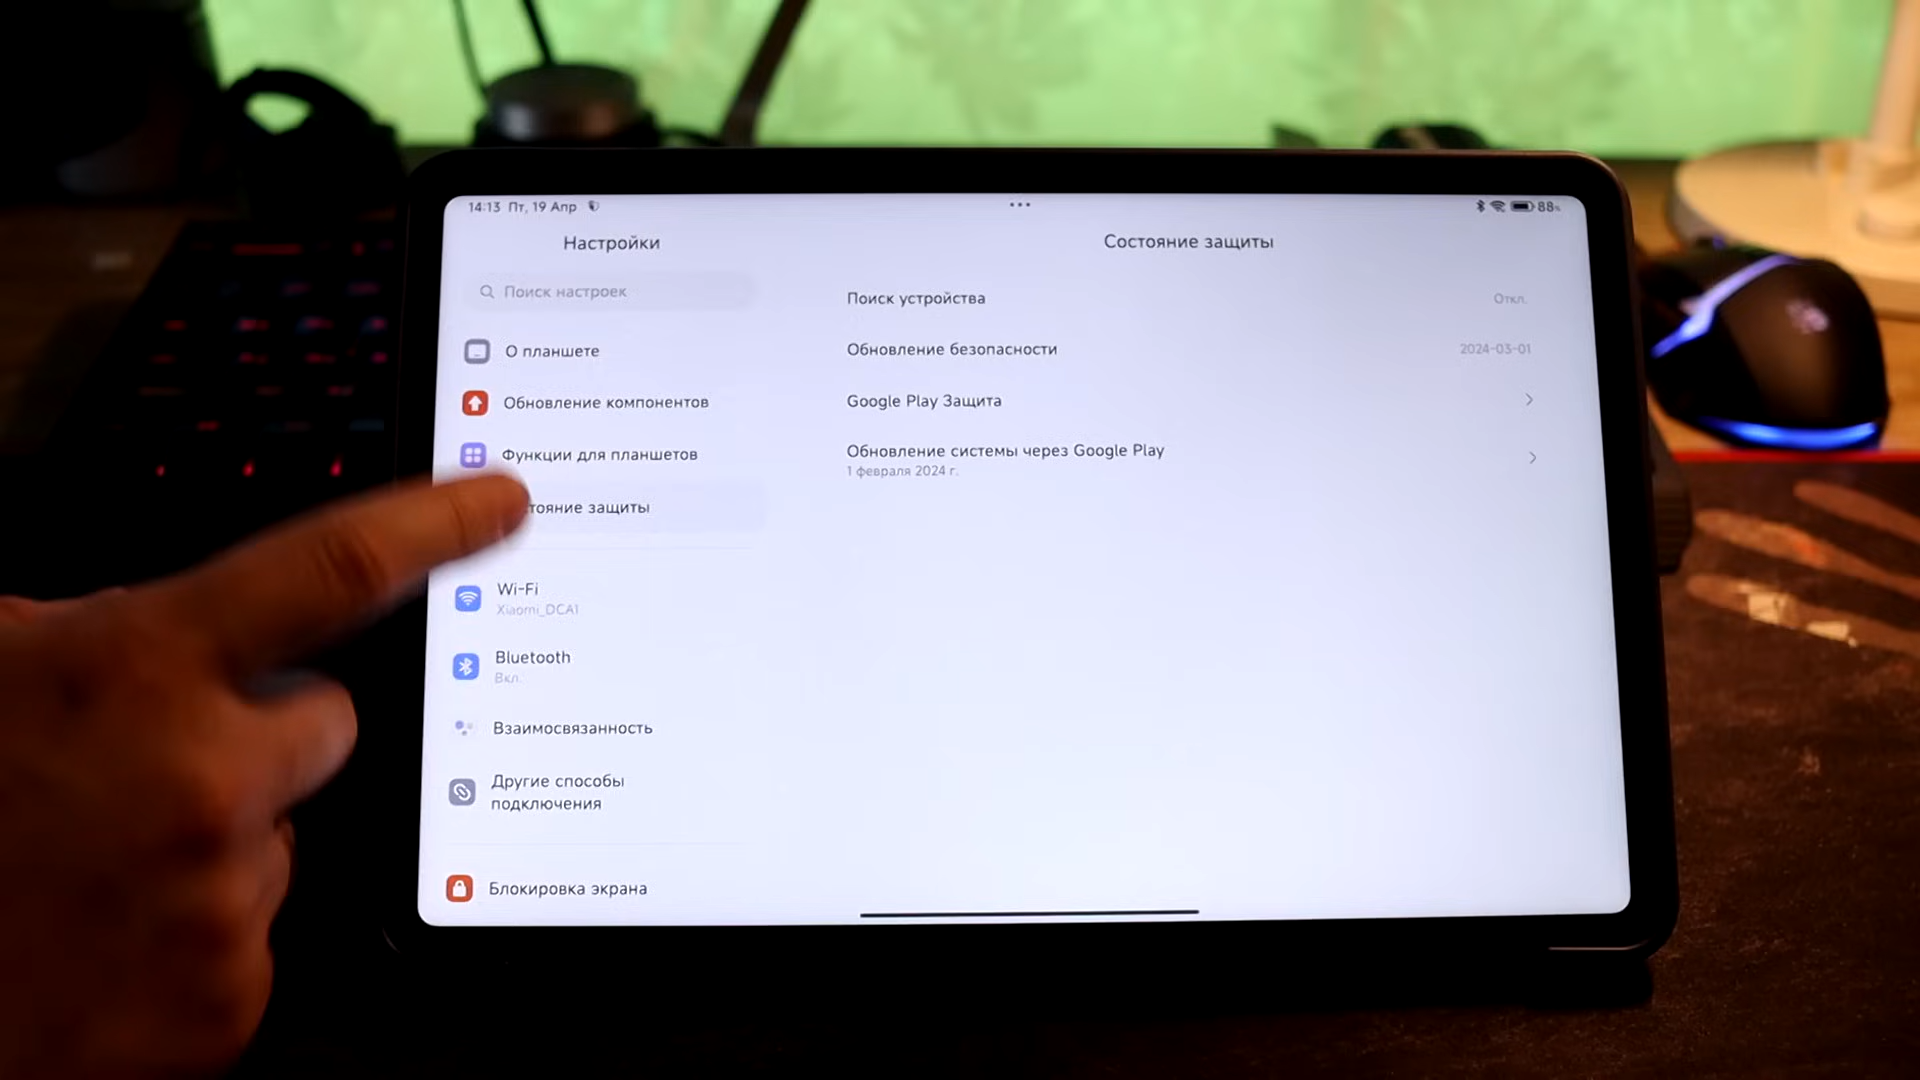 14:13 Пт, 19 Апр
88%
Настройки
Поиск настроек
О планшете
Обновление компонентов
Функции для планшетов
тояние защиты
Wi-Fi
Xiaomi_DCA1
Bluetooth
Вкл.
Взаимосвязанность
Другие способы
подключения
Блокировка экрана
Состояние защиты
Поиск устройства
Откл.
Обновление безопасности
2024-03-01
Google Play Защита
Обновление системы через Google Play
1 февраля 2024 г.